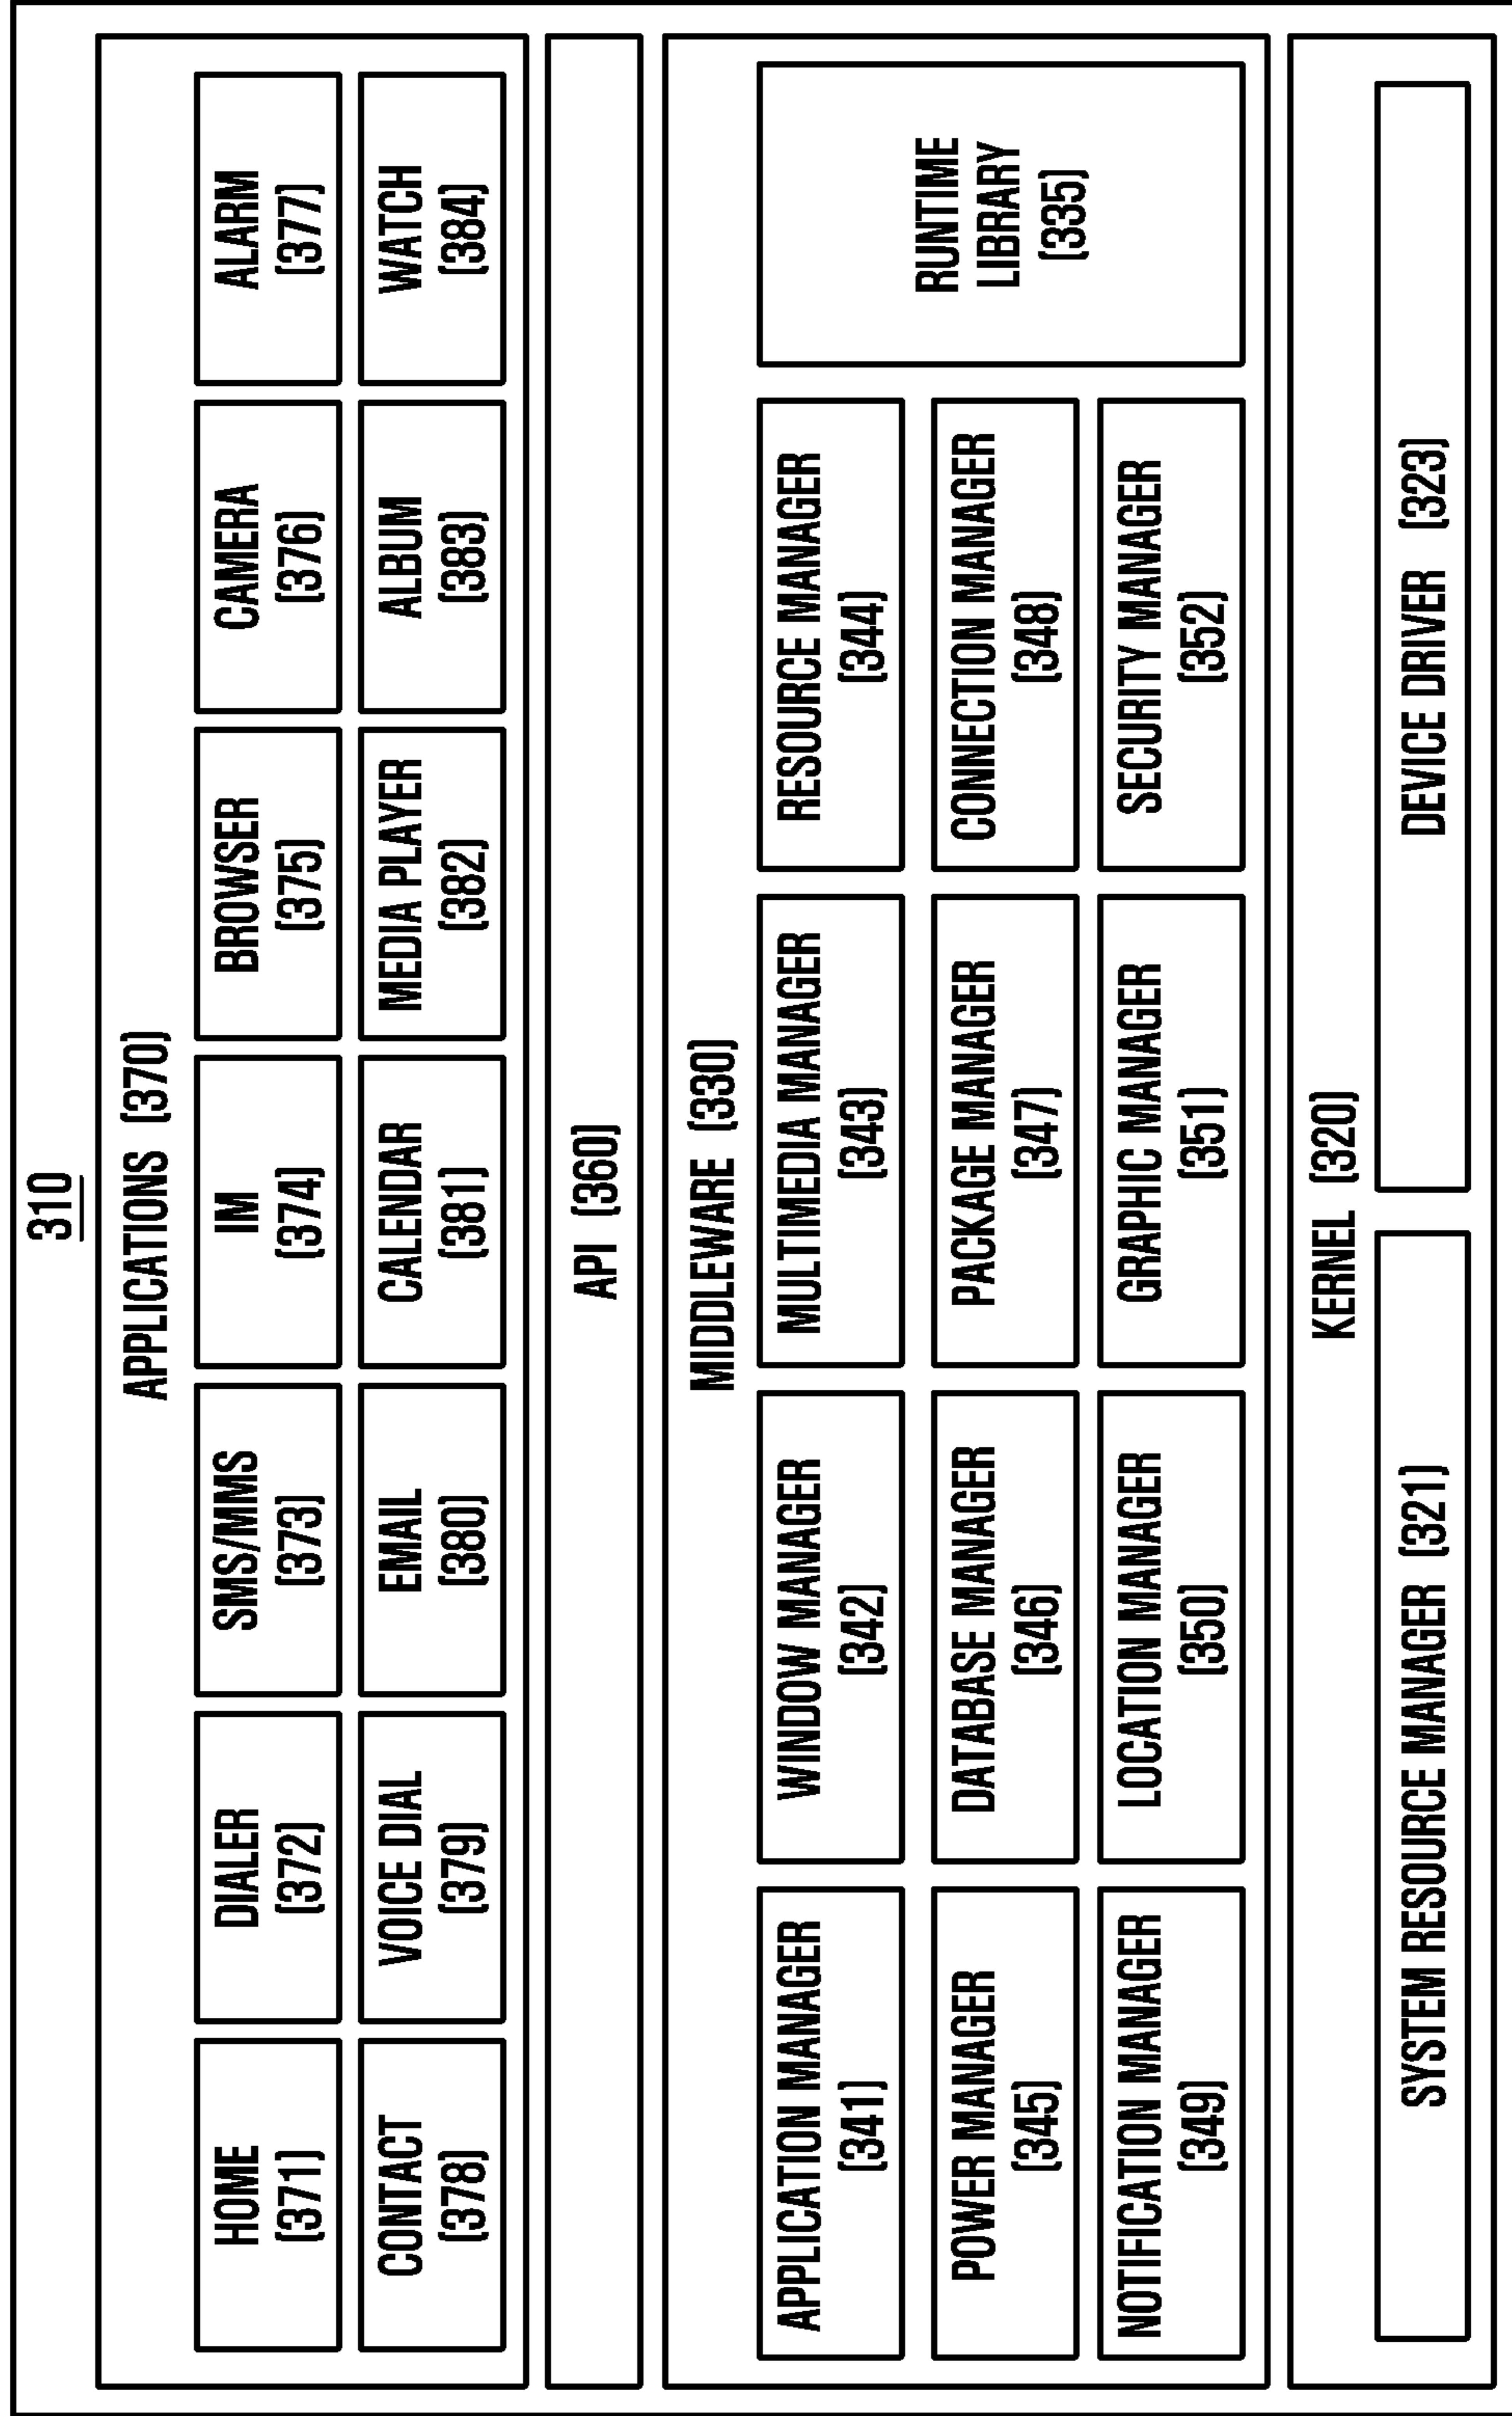 310
APPLICATIONS (370)
HOME
(371)
DIALER
(372)
SMS/MMS
(373)
IM
(374)
BROWSER
(375)
CAMERA
(376)
ALARM
(377)
CONTACT
(378)
VOICE DIAL
(379)
EMAIL
(380)
CALENDAR
(381)
MEDIA PLAYER
(382)
ALBUM
(383)
WATCH
(384)
API (360)
MIDDLEWARE (330)
APPLICATION MANAGER
(341)
WINDOW MANAGER
(342)
MULTIMEDIA MANAGER
(343)
RESOURCE MANAGER
(344)
POWER MANAGER
(345)
DATABASE MANAGER
(346)
PACKAGE MANAGER
(347)
CONNECTION MANAGER
(348)
NOTIFICATION MANAGER
(349)
LOCATION MANAGER
(350)
GRAPHIC MANAGER
(351)
SECURITY MANAGER
(352)
RUNTIME
LIBRARY
(335)
KERNEL (320)
SYSTEM RESOURCE MANAGER (321)
DEVICE DRIVER (323)